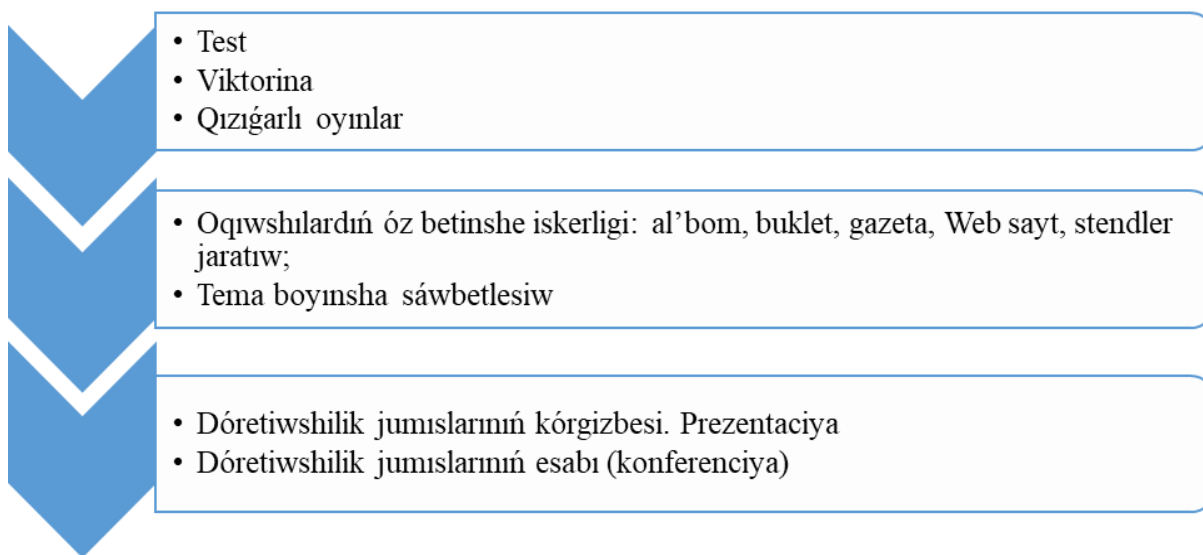 • Test
• Viktorina
• Qızıǵarlı oyınlar
• Oqıwshılardıń óz betinshe iskerligi: al’bom, buklet, gazeta, Web sayt, stendler
jaratıw;
• Tema boyınsha sáwbetlesiw
• Dóretiwshilik jumıslarınıń kórgizbesi. Prezentaciya
• Dóretiwshilik jumıslarınıń esabı (konferenciya)